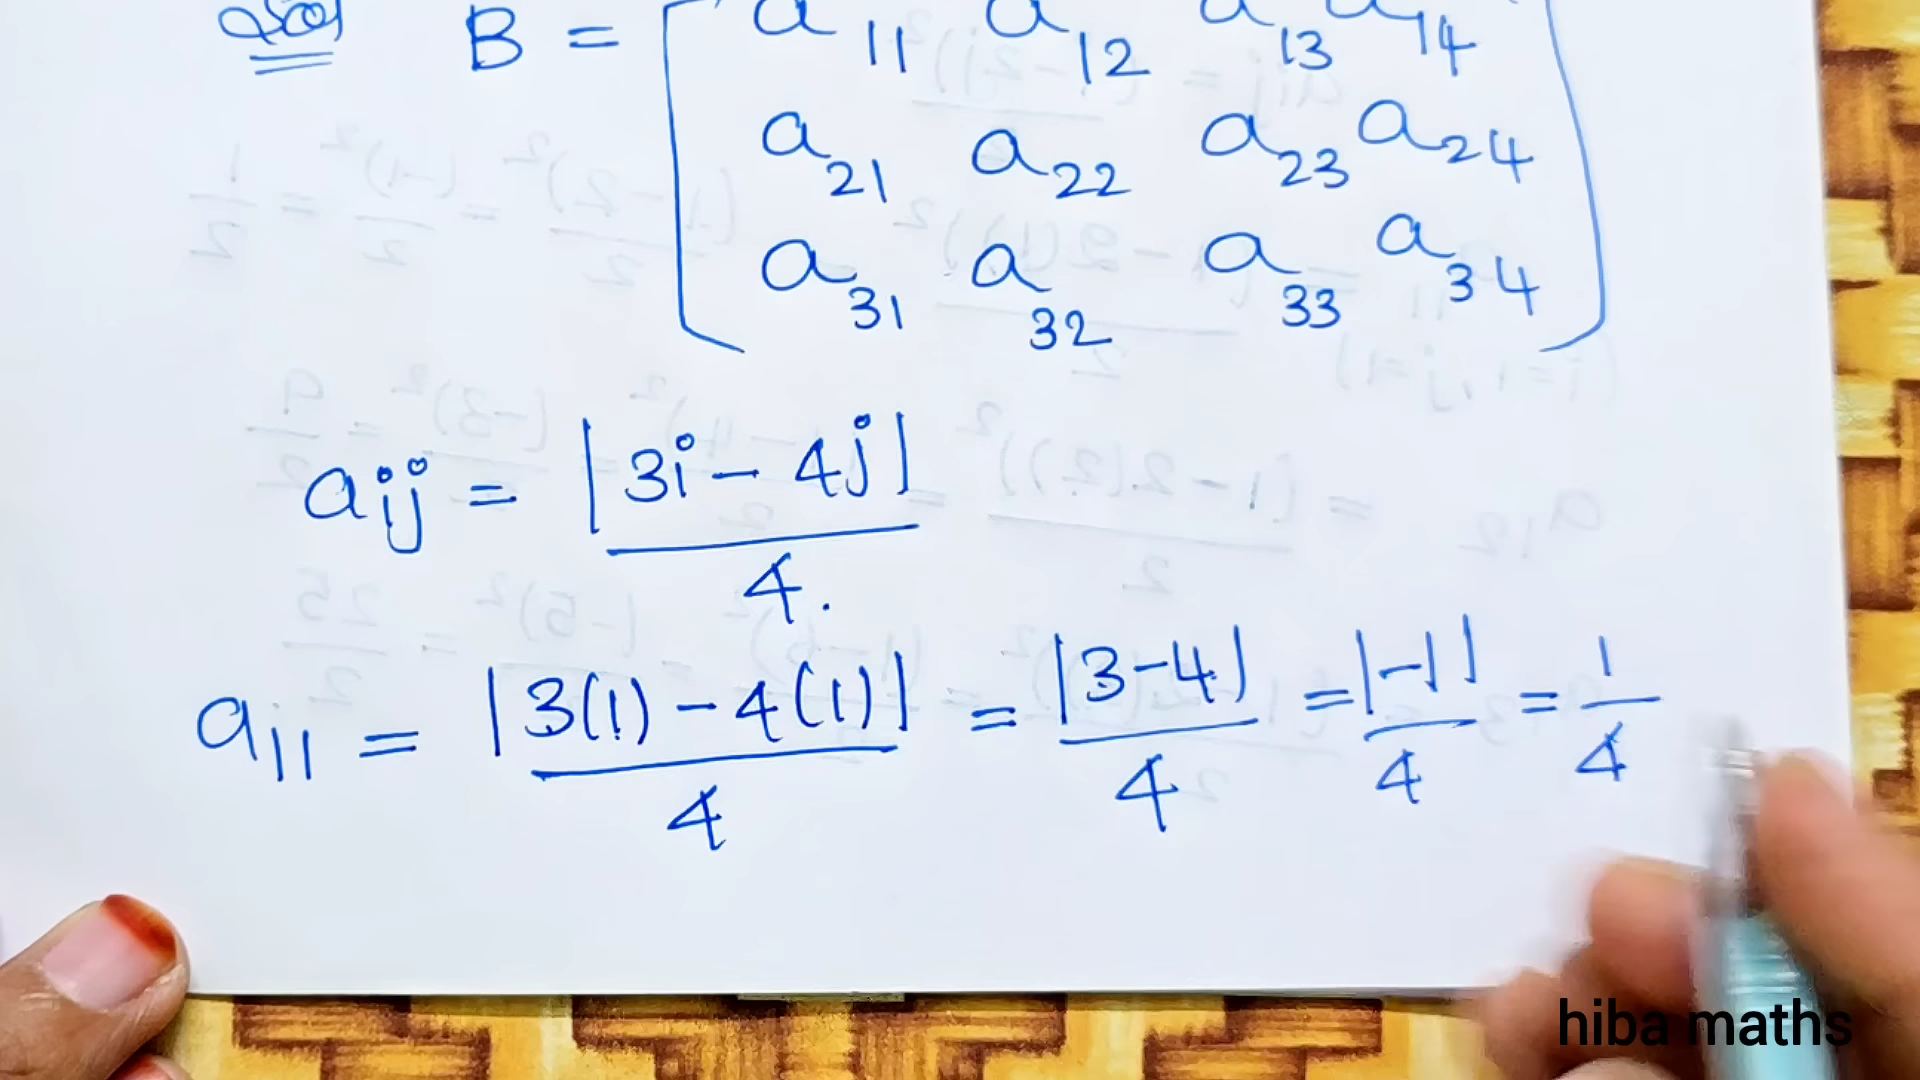 Sol B = a11 a12 a13 a14
a21 a22 a23 a24
a31 a32 a33 a34
aij = |3i - 4j| / 4.
a11 = |3(1) - 4(1)| / 4 = |3-4| / 4 = |-1| / 4 = 1/4
hiba maths